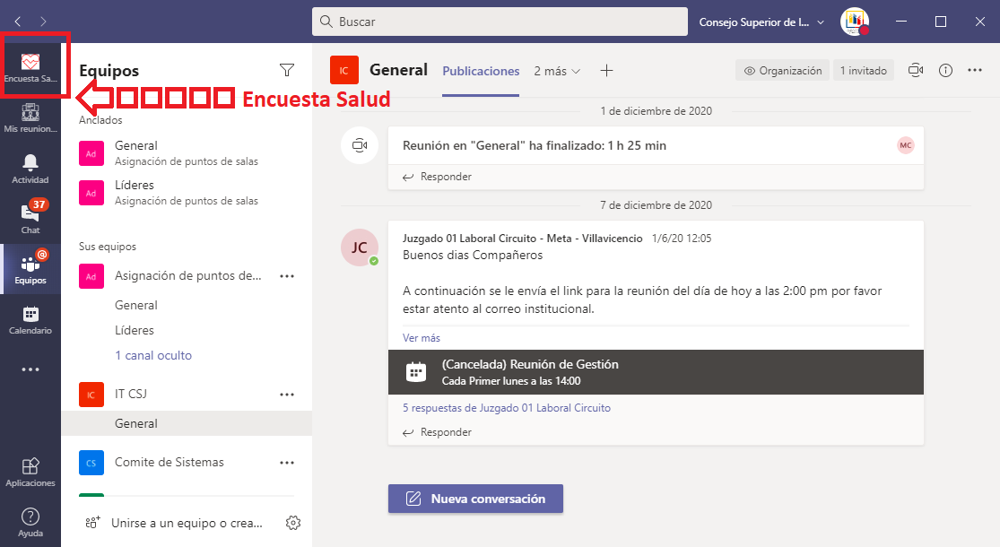 Buscar
Consejo Superior de l...
Encuesta Sa...
Mis reunion...
Actividad
37
Chat
@
Equipos
Calendario
Aplicaciones
Ayuda
Equipos
Encuesta Salud
Anclados
Ad
General
Asignación de puntos de salas
Ad
Líderes
Asignación de puntos de salas
Sus equipos
Ad
Asignación de puntos de...
General
Líderes
1 canal oculto
IC
IT CSJ
General
CS
Comite de Sistemas
Unirse a un equipo o crea...
IC
General
Publicaciones
2 más
Organización
1 invitado
1 de diciembre de 2020
Reunión en "General" ha finalizado: 1 h 25 min
MC
Responder
7 de diciembre de 2020
JC
Juzgado 01 Laboral Circuito - Meta - Villavicencio 1/6/20 12:05
Buenos dias Compañeros
A continuación se le envía el link para la reunión del día de hoy a las 2:00 pm por favor
estar atento al correo institucional.
Ver más
(Cancelada) Reunión de Gestión
Cada Primer lunes a las 14:00
5 respuestas de Juzgado 01 Laboral Circuito
Responder
Nueva conversación